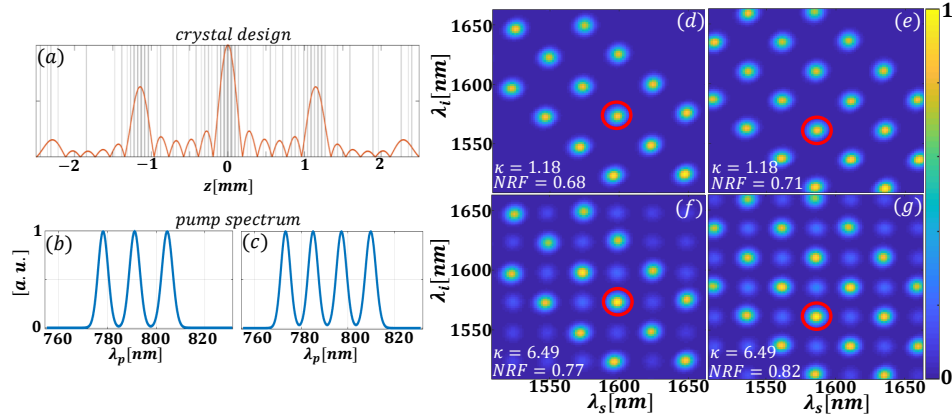 crystal design
(a)
−2 −1 0 1 2
z[mm]
pump spectrum
(b)
(c)
[a. u.]
1
0
760 780 800 820
λp[nm]
760 780 800 820
λp[nm]
(d)
λi[nm]
1650
1600
1550
κ = 1.18
NRF = 0.68
(e)
κ = 1.18
NRF = 0.71
(f)
λi[nm]
1650
1600
1550
κ = 6.49
NRF = 0.77
(g)
κ = 6.49
NRF = 0.82
1550 1600 1650
1550 1600 1650
λs[nm]
λs[nm]
1
0